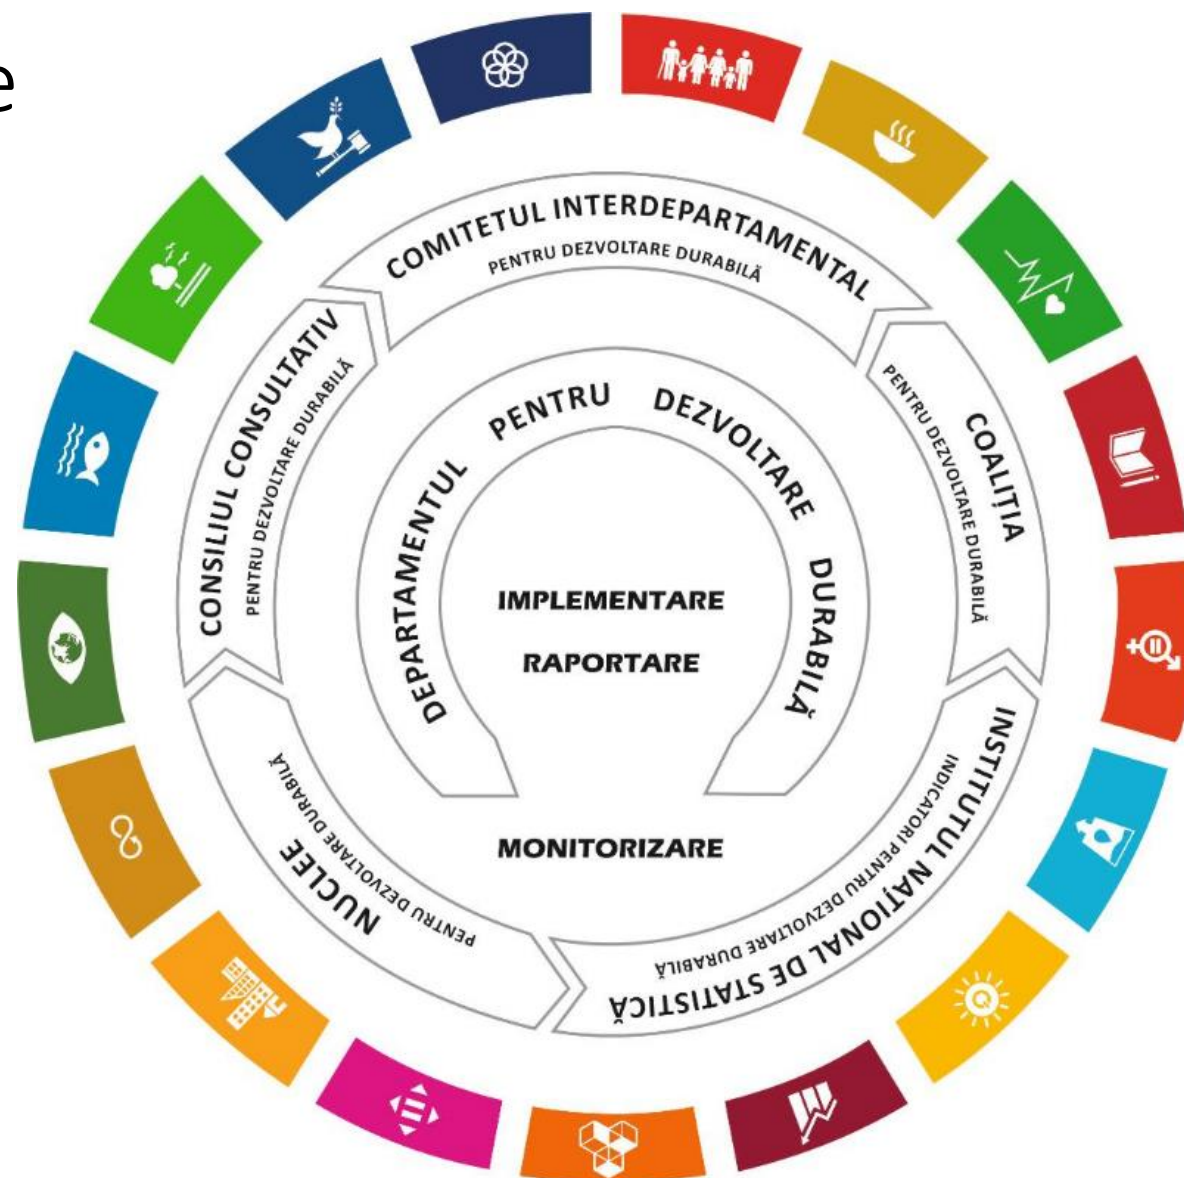 e
COMITETUL INTERDEPARTAMENTAL
PENTRU DEZVOLTARE DURABILĂ
COALIȚIA
PENTRU DEZVOLTARE DURABILĂ
INSTITUTUL NAȚIONAL DE STATISTICĂ
INDICATORI PENTRU DEZVOLTARE DURABILĂ
NUCLEE
PENTRU DEZVOLTARE DURABILĂ
CONSILIUL CONSULTATIV
PENTRU DEZVOLTARE DURABILĂ
DEPARTAMENTUL PENTRU DEZVOLTARE DURABILĂ
IMPLEMENTARE
RAPORTARE
MONITORIZARE